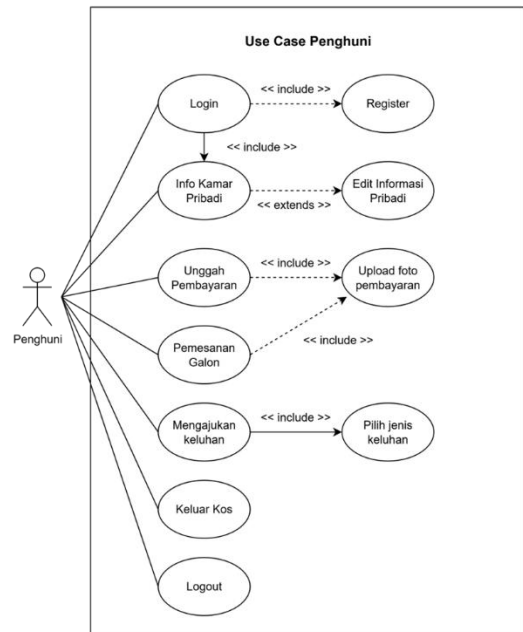 Use Case Penghuni
Login
<< include >>
Register
<< include >>
Info Kamar
Pribadi
<< extends >>
Edit Informasi
Pribadi
Unggah
Pembayaran
<< include >>
Upload foto
pembayaran
Penghuni
Pemesanan
Galon
<< include >>
Mengajukan
keluhan
<< include >>
Pilih jenis
keluhan
Keluar Kos
Logout